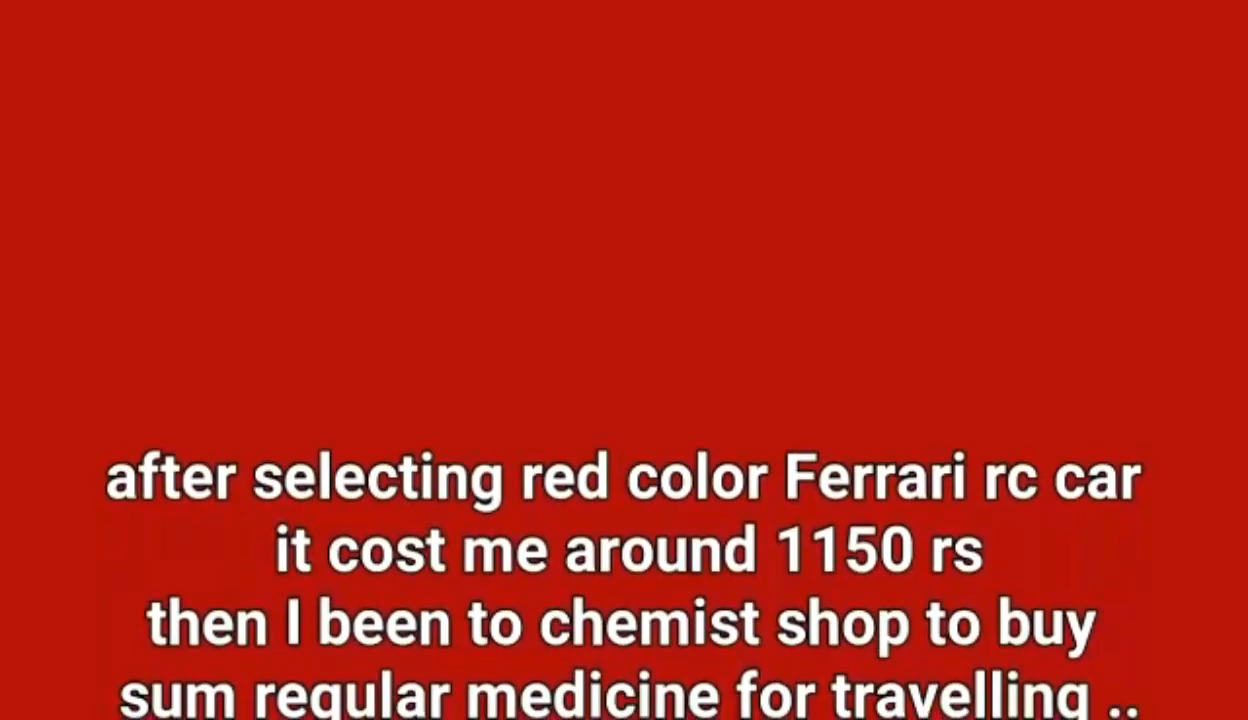 after selecting red color Ferrari rc car
it cost me around 1150 rs
then I been to chemist shop to buy
sum regular medicine for travelling ..